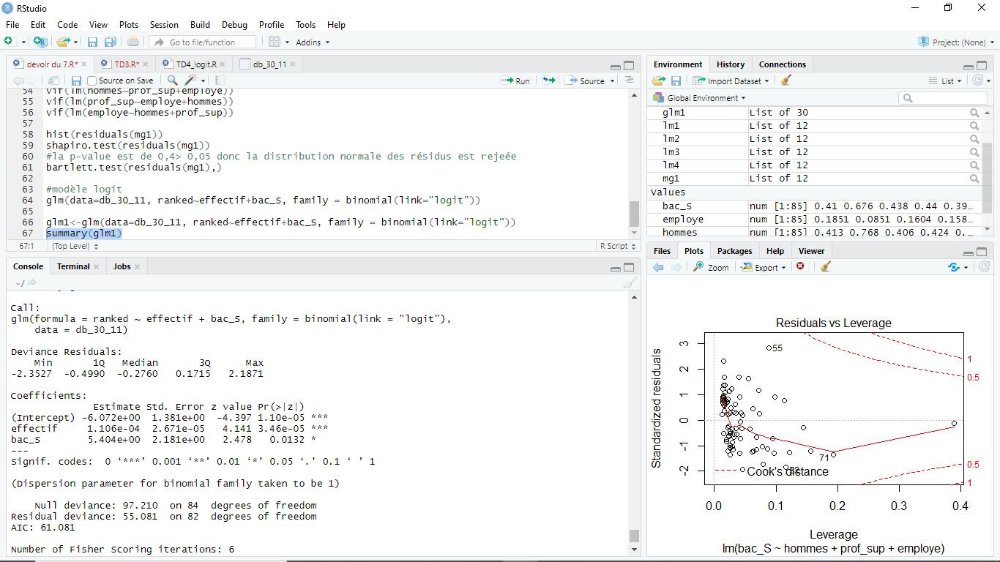 RStudio
File Edit Code View Plots Session Build Debug Profile Tools Help
Go to file/function Addins Project: (None)
devoir du 7.R* TD3.R* TD4_logit.R db_30_11
Source on Save Run Source
54 vif(lm(hommes~prof_sup+employe))
55 vif(lm(prof_sup~employe+hommes))
56 vif(lm(employe~hommes+prof_sup))
57
58 hist(residuals(mg1))
59 shapiro.test(residuals(mg1))
60 #la p-value est de 0,4> 0,05 donc la distribution normale des résidus est rejeée
61 bartlett.test(residuals(mg1),)
62
63 #modèle logit
64 glm(data=db_30_11, ranked~effectif+bac_S, family = binomial(link="logit"))
65
66 glm1<-glm(data=db_30_11, ranked~effectif+bac_S, family = binomial(link="logit"))
67 summary(glm1)
67:1 (Top Level) R Script
Console Terminal Jobs
~/
Call:
glm(formula = ranked ~ effectif + bac_S, family = binomial(link = "logit"),
data = db_30_11)
Deviance Residuals:
Min 1Q Median 3Q Max
-2.3527 -0.4990 -0.2760 0.1715 2.1871
Coefficients:
Estimate Std. Error z value Pr(>|z|)
(Intercept) -6.072e+00 1.381e+00 -4.397 1.10e-05 ***
effectif 1.106e-04 2.671e-05 4.141 3.46e-05 ***
bac_S 5.404e+00 2.181e+00 2.478 0.0132 *
---
Signif. codes: 0 ‘***’ 0.001 ‘**’ 0.01 ‘*’ 0.05 ‘.’ 0.1 ‘ ’ 1
(Dispersion parameter for binomial family taken to be 1)
Null deviance: 97.210 on 84 degrees of freedom
Residual deviance: 55.081 on 82 degrees of freedom
AIC: 61.081
Number of Fisher Scoring iterations: 6
Environment History Connections
Import Dataset List
Global Environment
glm1 List of 30
lm1 List of 12
lm2 List of 12
lm3 List of 12
lm4 List of 12
mg1 List of 12
Values
bac_S num [1:85] 0.41 0.676 0.438 0.44 0.39…
employe num [1:85] 0.1851 0.0851 0.1604 0.158…
hommes num [1:85] 0.413 0.768 0.406 0.424 0.…
Files Plots Packages Help Viewer
Zoom Export
Residuals vs Leverage
Standardized residuals
3
2
1
0
-1
-2
55
71
Cook's distance
1
0.5
0.5
1
0.0 0.1 0.2 0.3 0.4
Leverage
lm(bac_S ~ hommes + prof_sup + employe)